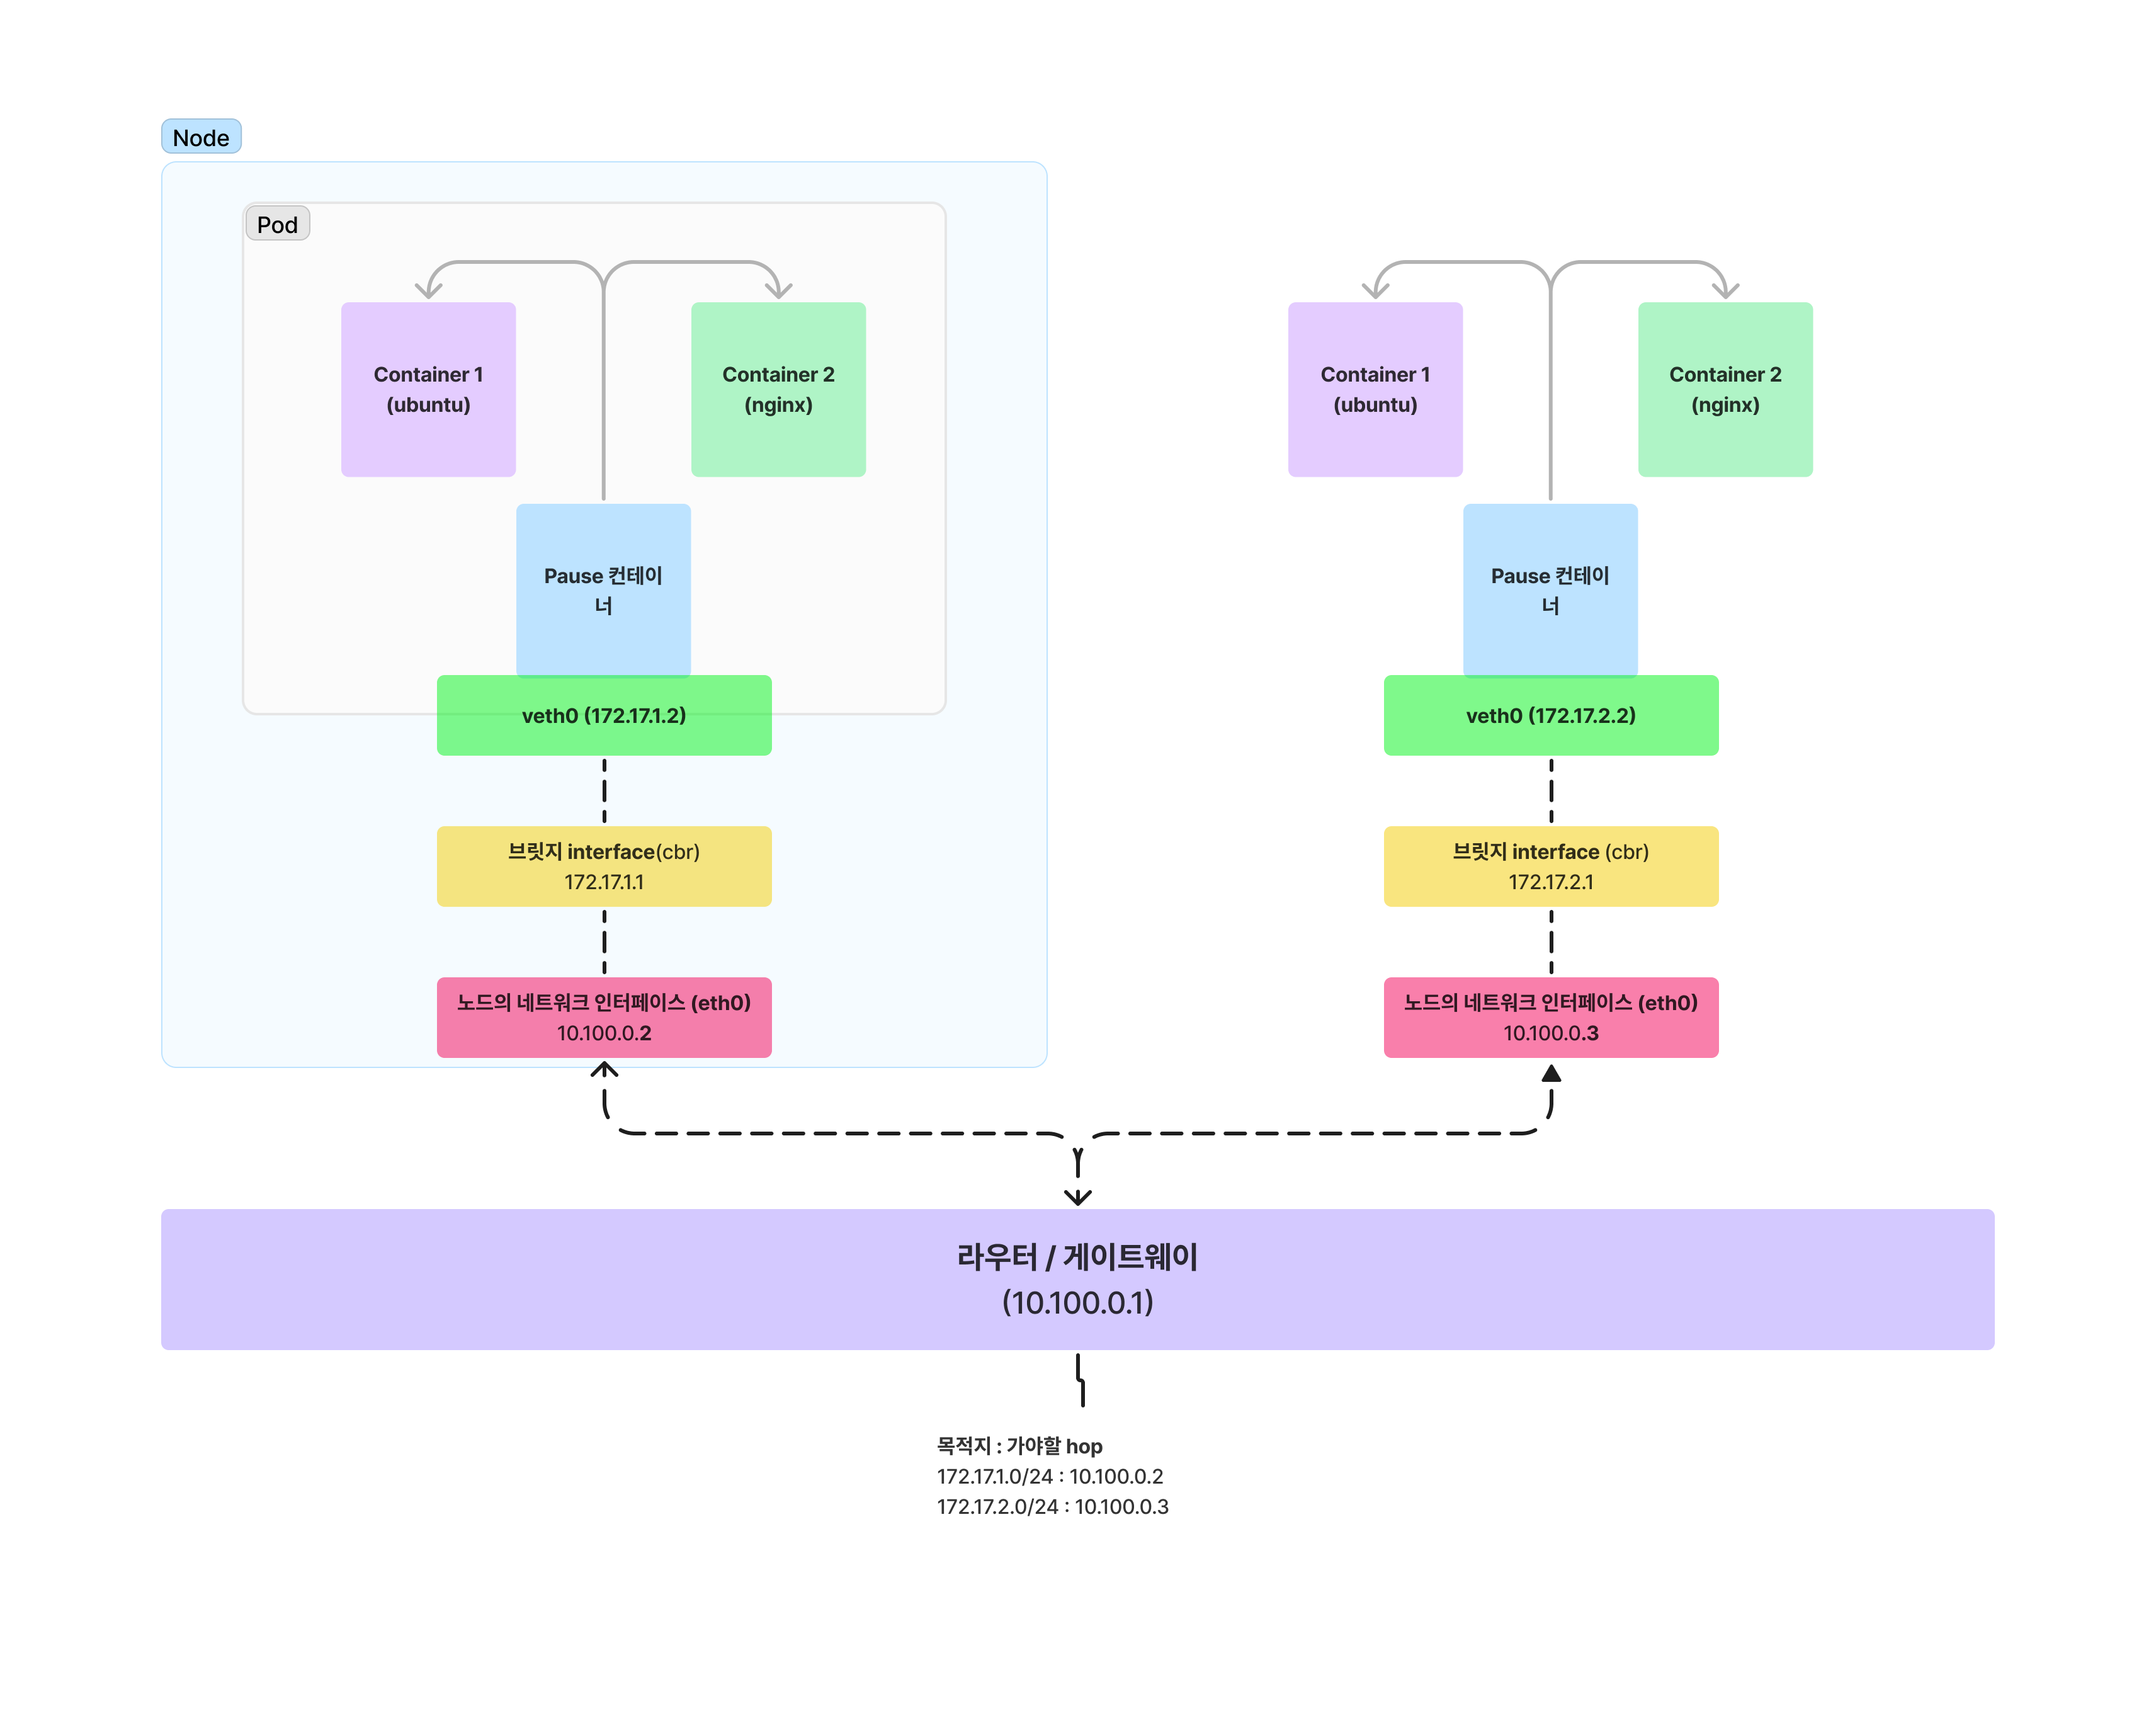 Node
Pod
Container 1
(ubuntu)
Container 2
(nginx)
Pause 컨테이
너
veth0 (172.17.1.2)
브릿지 interface(cbr)
172.17.1.1
노드의 네트워크 인터페이스 (eth0)
10.100.0.2
Container 1
(ubuntu)
Container 2
(nginx)
Pause 컨테이
너
veth0 (172.17.2.2)
브릿지 interface (cbr)
172.17.2.1
노드의 네트워크 인터페이스 (eth0)
10.100.0.3
라우터 / 게이트웨이
(10.100.0.1)
목적지 : 가야할 hop
172.17.1.0/24 : 10.100.0.2
172.17.2.0/24 : 10.100.0.3